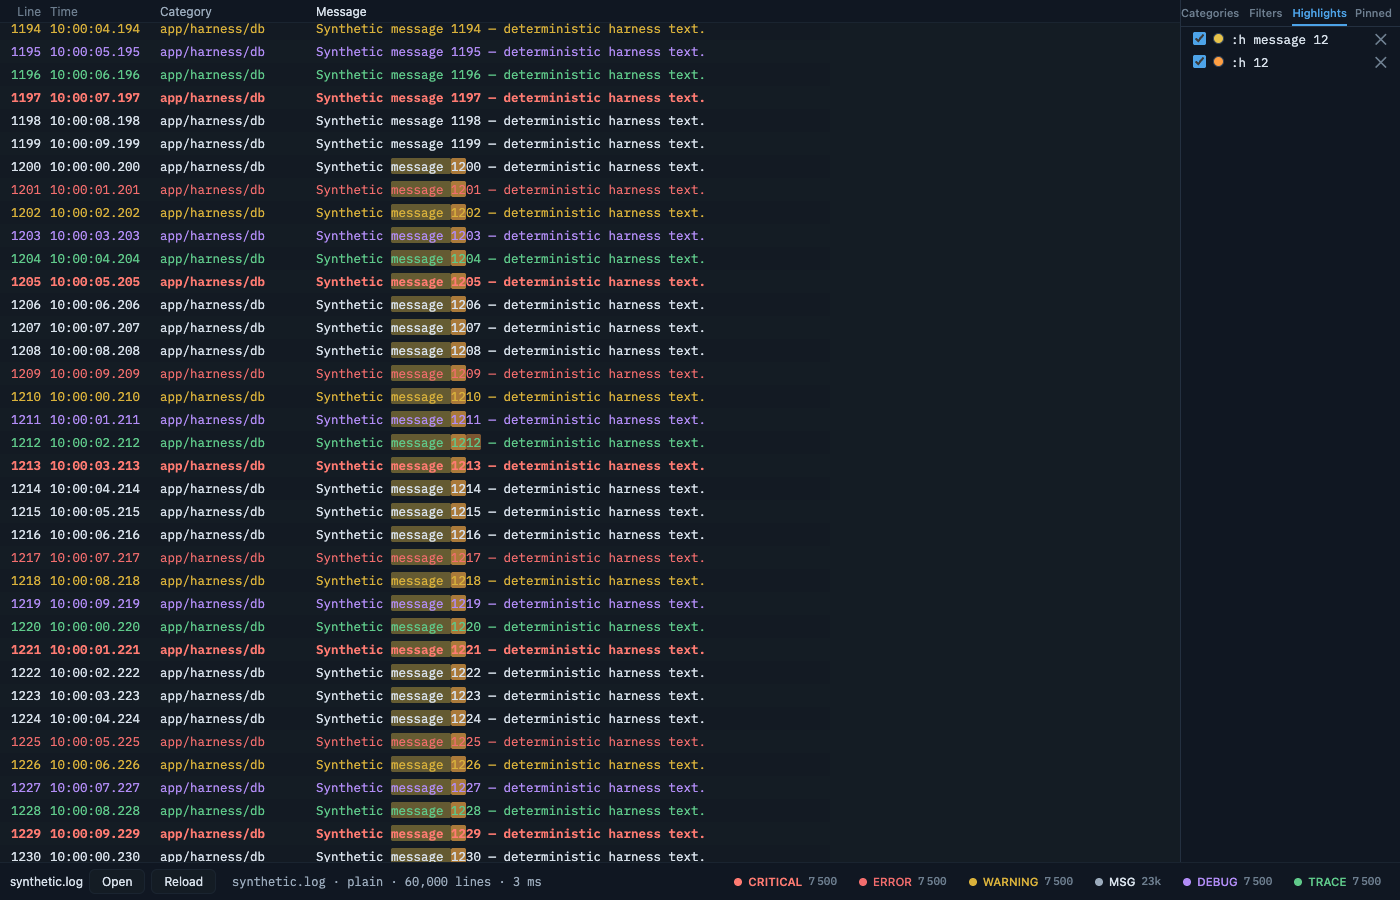 Line Time Category Message Categories Filters Highlights Pinned
:h message 12
:h 12
1194 10:00:04.194 app/harness/db Synthetic message 1194 — deterministic harness text.
1195 10:00:05.195 app/harness/db Synthetic message 1195 — deterministic harness text.
1196 10:00:06.196 app/harness/db Synthetic message 1196 — deterministic harness text.
1197 10:00:07.197 app/harness/db Synthetic message 1197 — deterministic harness text.
1198 10:00:08.198 app/harness/db Synthetic message 1198 — deterministic harness text.
1199 10:00:09.199 app/harness/db Synthetic message 1199 — deterministic harness text.
1200 10:00:00.200 app/harness/db Synthetic message 1200 — deterministic harness text.
1201 10:00:01.201 app/harness/db Synthetic message 1201 — deterministic harness text.
1202 10:00:02.202 app/harness/db Synthetic message 1202 — deterministic harness text.
1203 10:00:03.203 app/harness/db Synthetic message 1203 — deterministic harness text.
1204 10:00:04.204 app/harness/db Synthetic message 1204 — deterministic harness text.
1205 10:00:05.205 app/harness/db Synthetic message 1205 — deterministic harness text.
1206 10:00:06.206 app/harness/db Synthetic message 1206 — deterministic harness text.
1207 10:00:07.207 app/harness/db Synthetic message 1207 — deterministic harness text.
1208 10:00:08.208 app/harness/db Synthetic message 1208 — deterministic harness text.
1209 10:00:09.209 app/harness/db Synthetic message 1209 — deterministic harness text.
1210 10:00:00.210 app/harness/db Synthetic message 1210 — deterministic harness text.
1211 10:00:01.211 app/harness/db Synthetic message 1211 — deterministic harness text.
1212 10:00:02.212 app/harness/db Synthetic message 1212 — deterministic harness text.
1213 10:00:03.213 app/harness/db Synthetic message 1213 — deterministic harness text.
1214 10:00:04.214 app/harness/db Synthetic message 1214 — deterministic harness text.
1215 10:00:05.215 app/harness/db Synthetic message 1215 — deterministic harness text.
1216 10:00:06.216 app/harness/db Synthetic message 1216 — deterministic harness text.
1217 10:00:07.217 app/harness/db Synthetic message 1217 — deterministic harness text.
1218 10:00:08.218 app/harness/db Synthetic message 1218 — deterministic harness text.
1219 10:00:09.219 app/harness/db Synthetic message 1219 — deterministic harness text.
1220 10:00:00.220 app/harness/db Synthetic message 1220 — deterministic harness text.
1221 10:00:01.221 app/harness/db Synthetic message 1221 — deterministic harness text.
1222 10:00:02.222 app/harness/db Synthetic message 1222 — deterministic harness text.
1223 10:00:03.223 app/harness/db Synthetic message 1223 — deterministic harness text.
1224 10:00:04.224 app/harness/db Synthetic message 1224 — deterministic harness text.
1225 10:00:05.225 app/harness/db Synthetic message 1225 — deterministic harness text.
1226 10:00:06.226 app/harness/db Synthetic message 1226 — deterministic harness text.
1227 10:00:07.227 app/harness/db Synthetic message 1227 — deterministic harness text.
1228 10:00:08.228 app/harness/db Synthetic message 1228 — deterministic harness text.
1229 10:00:09.229 app/harness/db Synthetic message 1229 — deterministic harness text.
1230 10:00:00.230 app/harness/db Synthetic message 1230 — deterministic harness text.
synthetic.log Open Reload synthetic.log · plain · 60,000 lines · 3 ms CRITICAL 7 500 ERROR 7 500 WARNING 7 500 MSG 23k DEBUG 7 500 TRACE 7 500